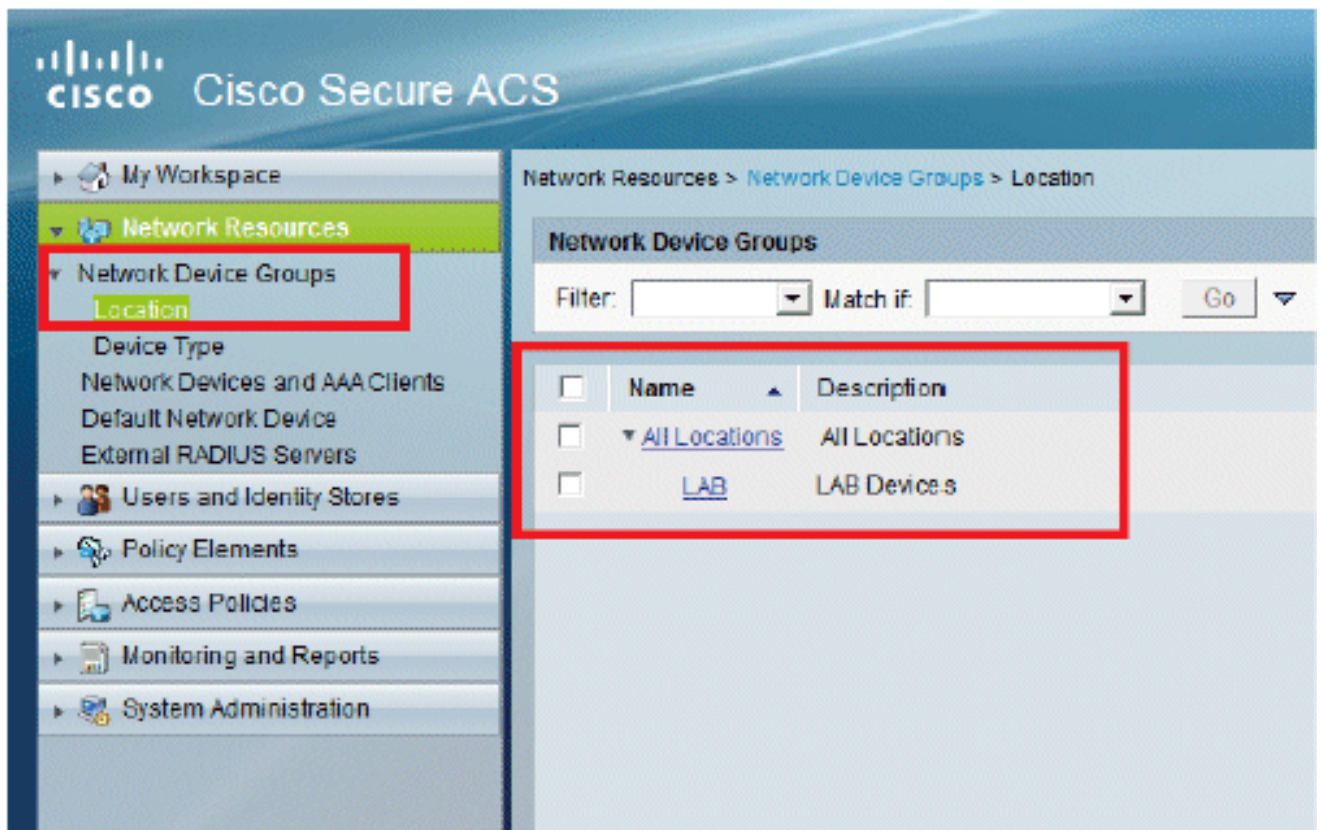 CISCO Cisco Secure ACS
My Workspace
Network Resources
Network Device Groups
Location
Device Type
Network Devices and AAA Clients
Default Network Device
External RADIUS Servers
Users and Identity Stores
Policy Elements
Access Policies
Monitoring and Reports
System Administration
Network Resources > Network Device Groups > Location
Network Device Groups
Filter: Match if: Go
Name Description
All Locations All Locations
LAB LAB Devices